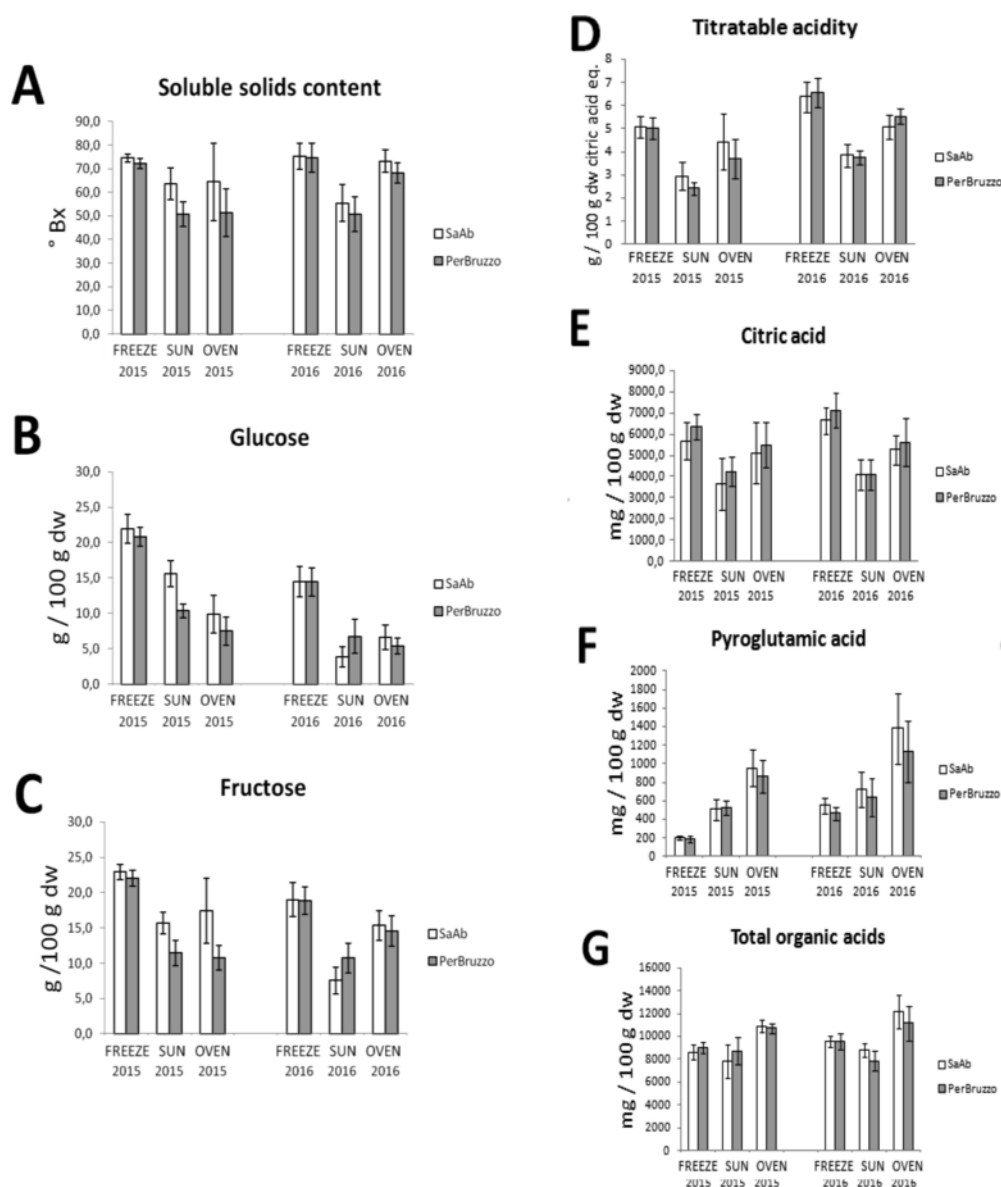 A
Soluble solids content
° Bx
90,0
80,0
70,0
60,0
50,0
40,0
30,0
20,0
10,0
0,0
FREEZE SUN OVEN FREEZE SUN OVEN
2015 2015 2015 2016 2016 2016
SaAb
PerBruzzo
B
Glucose
g / 100 g dw
25,0
30,0
25,0
20,0
15,0
10,0
5,0
0,0
FREEZE SUN OVEN FREEZE SUN OVEN
2015 2015 2015 2016 2016 2016
SaAb
PerBruzzo
C
Fructose
g /100 g dw
30,0
25,0
20,0
15,0
10,0
5,0
0,0
FREEZE SUN OVEN FREEZE SUN OVEN
2015 2015 2015 2016 2016 2016
SaAb
PerBruzzo
D
Titratable acidity
g / 100 g dw citric acid eq.
8
7
6
5
4
3
2
1
0
FREEZE SUN OVEN FREEZE SUN OVEN
2015 2015 2015 2016 2016 2016
SaAb
PerBruzzo
E
Citric acid
mg / 100 g dw
9000,0
8000,0
7000,0
6000,0
5000,0
4000,0
3000,0
2000,0
1000,0
0,0
FREEZE SUN OVEN FREEZE SUN OVEN
2015 2015 2015 2016 2016 2016
SaAb
PerBruzzo
F
Pyroglutamic acid
mg / 100 g dw
2000
1800
1600
1400
1200
1000
800
600
400
200
0
FREEZE SUN OVEN FREEZE SUN OVEN
2015 2015 2015 2016 2016 2016
SaAb
PerBruzzo
G
Total organic acids
mg / 100 g dw
16000
14000
12000
10000
8000
6000
4000
2000
0
FREEZE SUN OVEN FREEZE SUN OVEN
2015 2015 2015 2016 2016 2016
SaAb
PerBruzzo